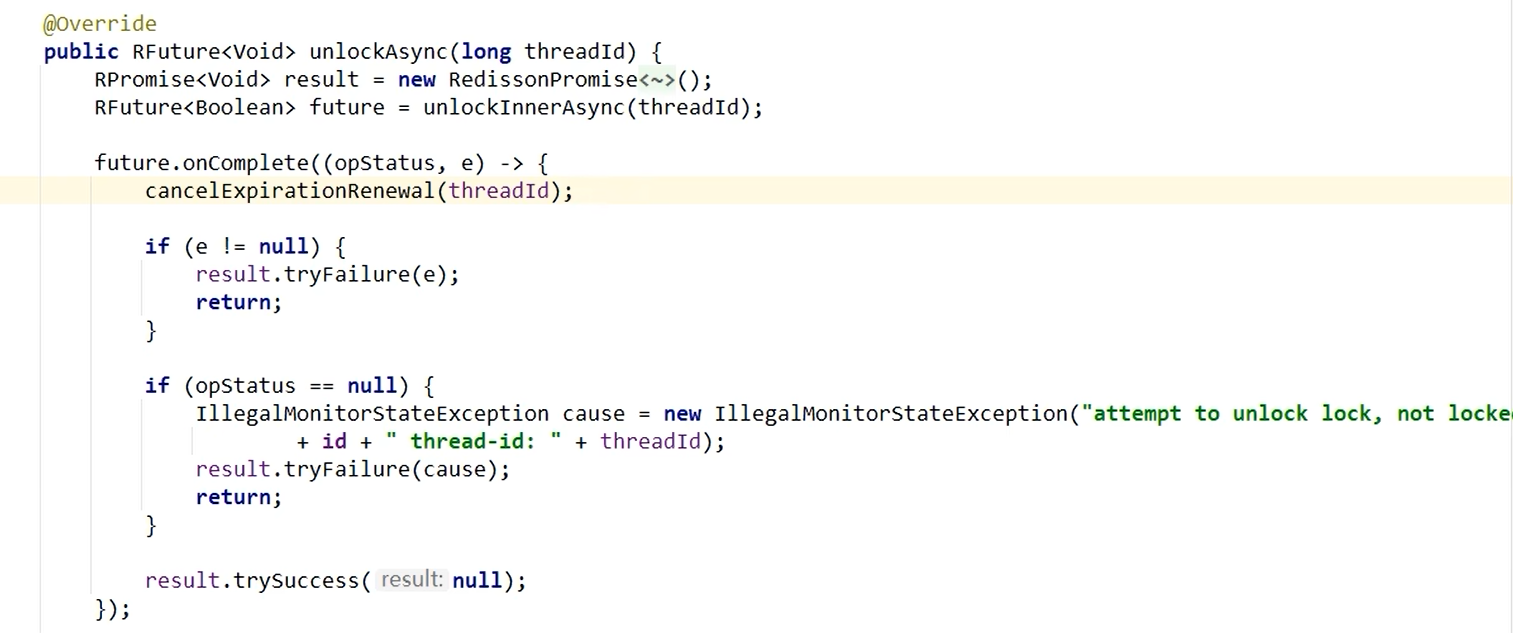 @Override
public RFuture<Void> unlockAsync(long threadId) {
    RPromise<Void> result = new RedissonPromise<~>();
    RFuture<Boolean> future = unlockInnerAsync(threadId);

    future.onComplete((opStatus, e) -> {
        cancelExpirationRenewal(threadId);

        if (e != null) {
            result.tryFailure(e);
            return;
        }

        if (opStatus == null) {
            IllegalMonitorStateException cause = new IllegalMonitorStateException("attempt to unlock lock, not locke
                    + id + " thread-id: " + threadId);
            result.tryFailure(cause);
            return;
        }

        result.trySuccess( result: null);
    });